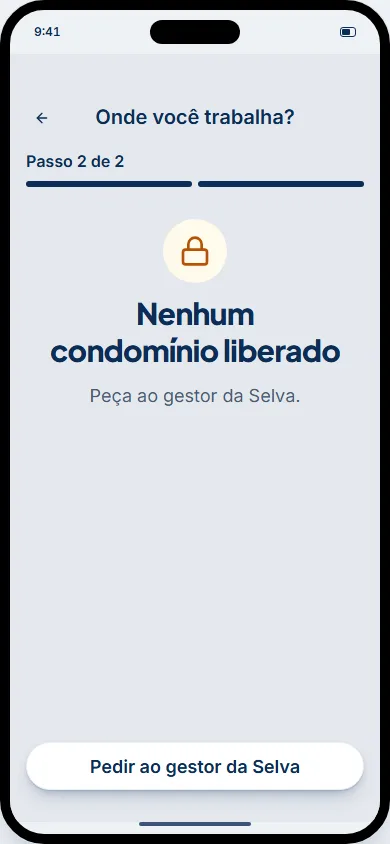 9:41
Onde você trabalha?
Passo 2 de 2
Nenhum
condomínio liberado
Peça ao gestor da Selva.
Pedir ao gestor da Selva